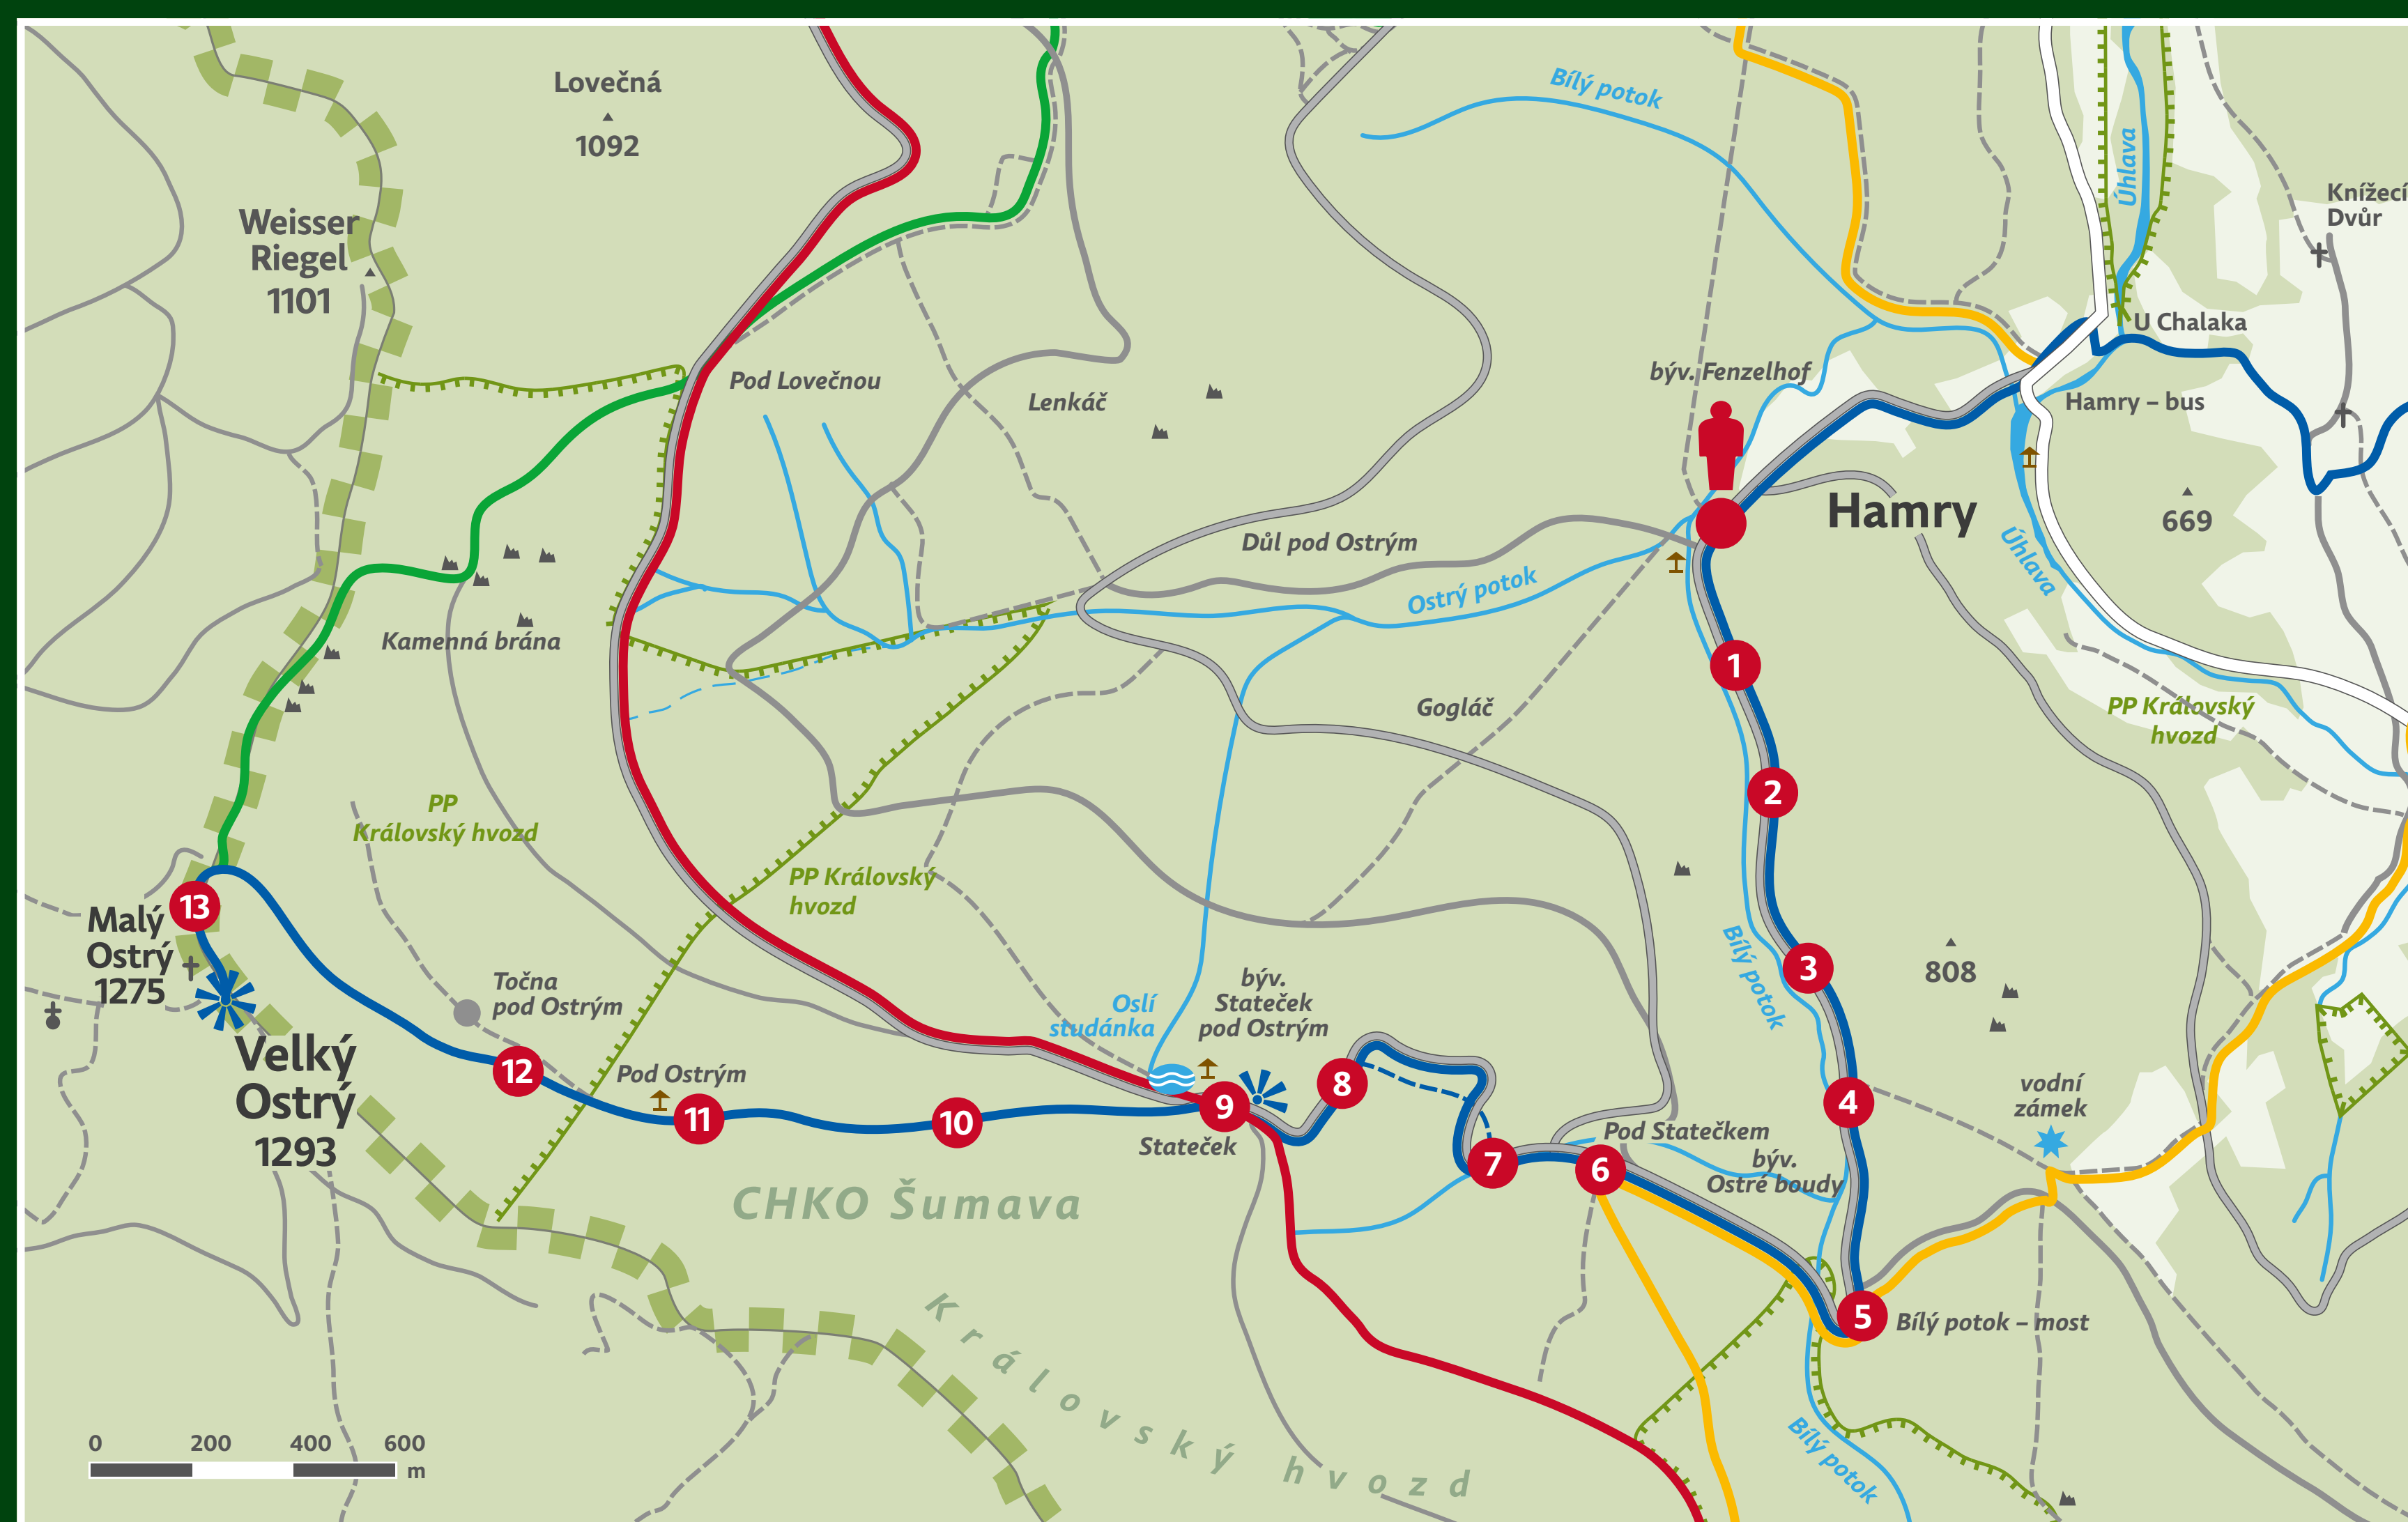 Lovečná
1092
Weisser
Riegel
1101
Bílý potok
Úhlava
Knížecí
Dvůr
U Chalaka
Pod Lovečnou
Lenkáč
býv. Fenzelhof
Hamry – bus
Hamry
669
Důl pod Ostrým
Ostrý potok
Úhlava
Kamenná brána
1
Gogláč
PP Královský
hvozd
2
PP
Královský hvozd
PP Královský
hvozd
13
Malý
Ostrý
1275
Bílý potok
3
808
Točna
pod Ostrým
Oslí
studánka
býv.
Stateček
pod Ostrým
Velký
Ostrý
1293
12
Pod Ostrým
11
10
9
Stateček
8
7
6
Pod Statečkem
býv.
Ostré boudy
4
vodní
zámek
CHKO Šumava
5
Bílý potok – most
Královský hvozd
Bílý potok
0 200 400 600
m